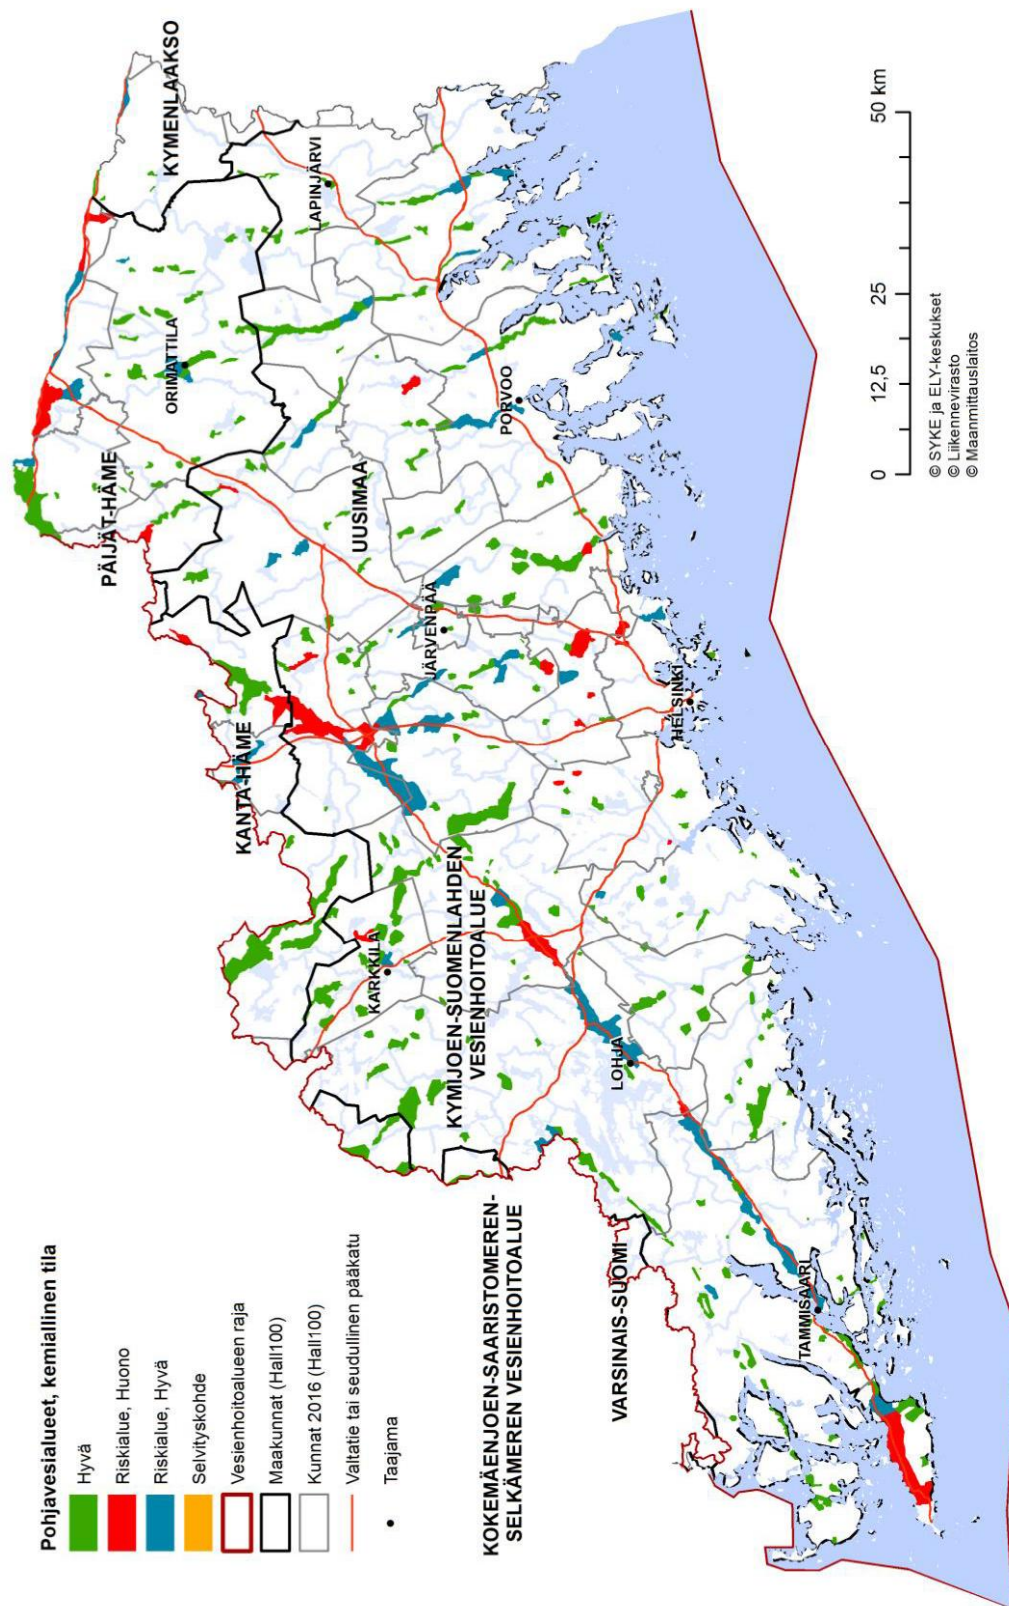 Pohjavesialueet, kemiallinen tila
Hyvä
Riskialue, Huono
Riskialue, Hyvä
Selvityskohde
Vesienhoitoalueen raja
Maakunnat (Hall100)
Kunnat 2016 (Hall100)
Valtatie tai seudullinen pääkatu
Taajama
KYMENLAAKSO
LAPINJÄRVI
ORIMATTILA
PÄIJÄT-HÄME
UUSIMAA
PORVOO
JÄRVENPÄÄ
KANTA-HÄME
HELSINKI
KARKKILA
KYMIJOEN-SUOMENLAHDEN
VESIENHOITOALUE
LOHJA
KOKEMÄENJOEN-SAARISTOMEREN-
SELKÄMEREN VESIENHOITOALUE
VARSINAIS-SUOMI
TAMMISAARI
0 12,5 25 50 km
© SYKE ja ELY-keskukset
© Liikennevirasto
© Maanmittauslaitos